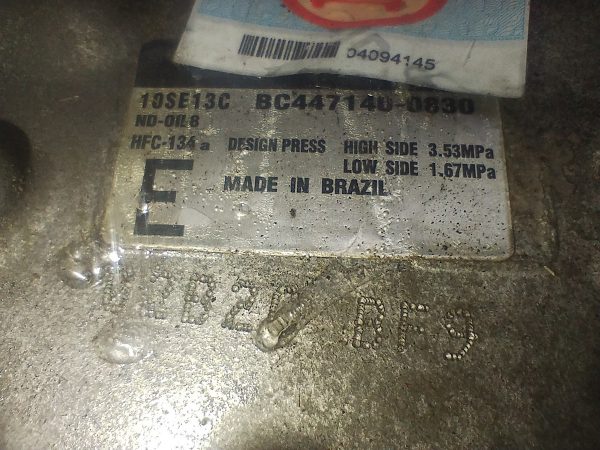 04094145
10SE13C BC447140-0830
ND-OIL8
HFC-134a DESIGN PRESS HIGH SIDE 3.53MPa
LOW SIDE 1.67MPa
E MADE IN BRAZIL
BF9